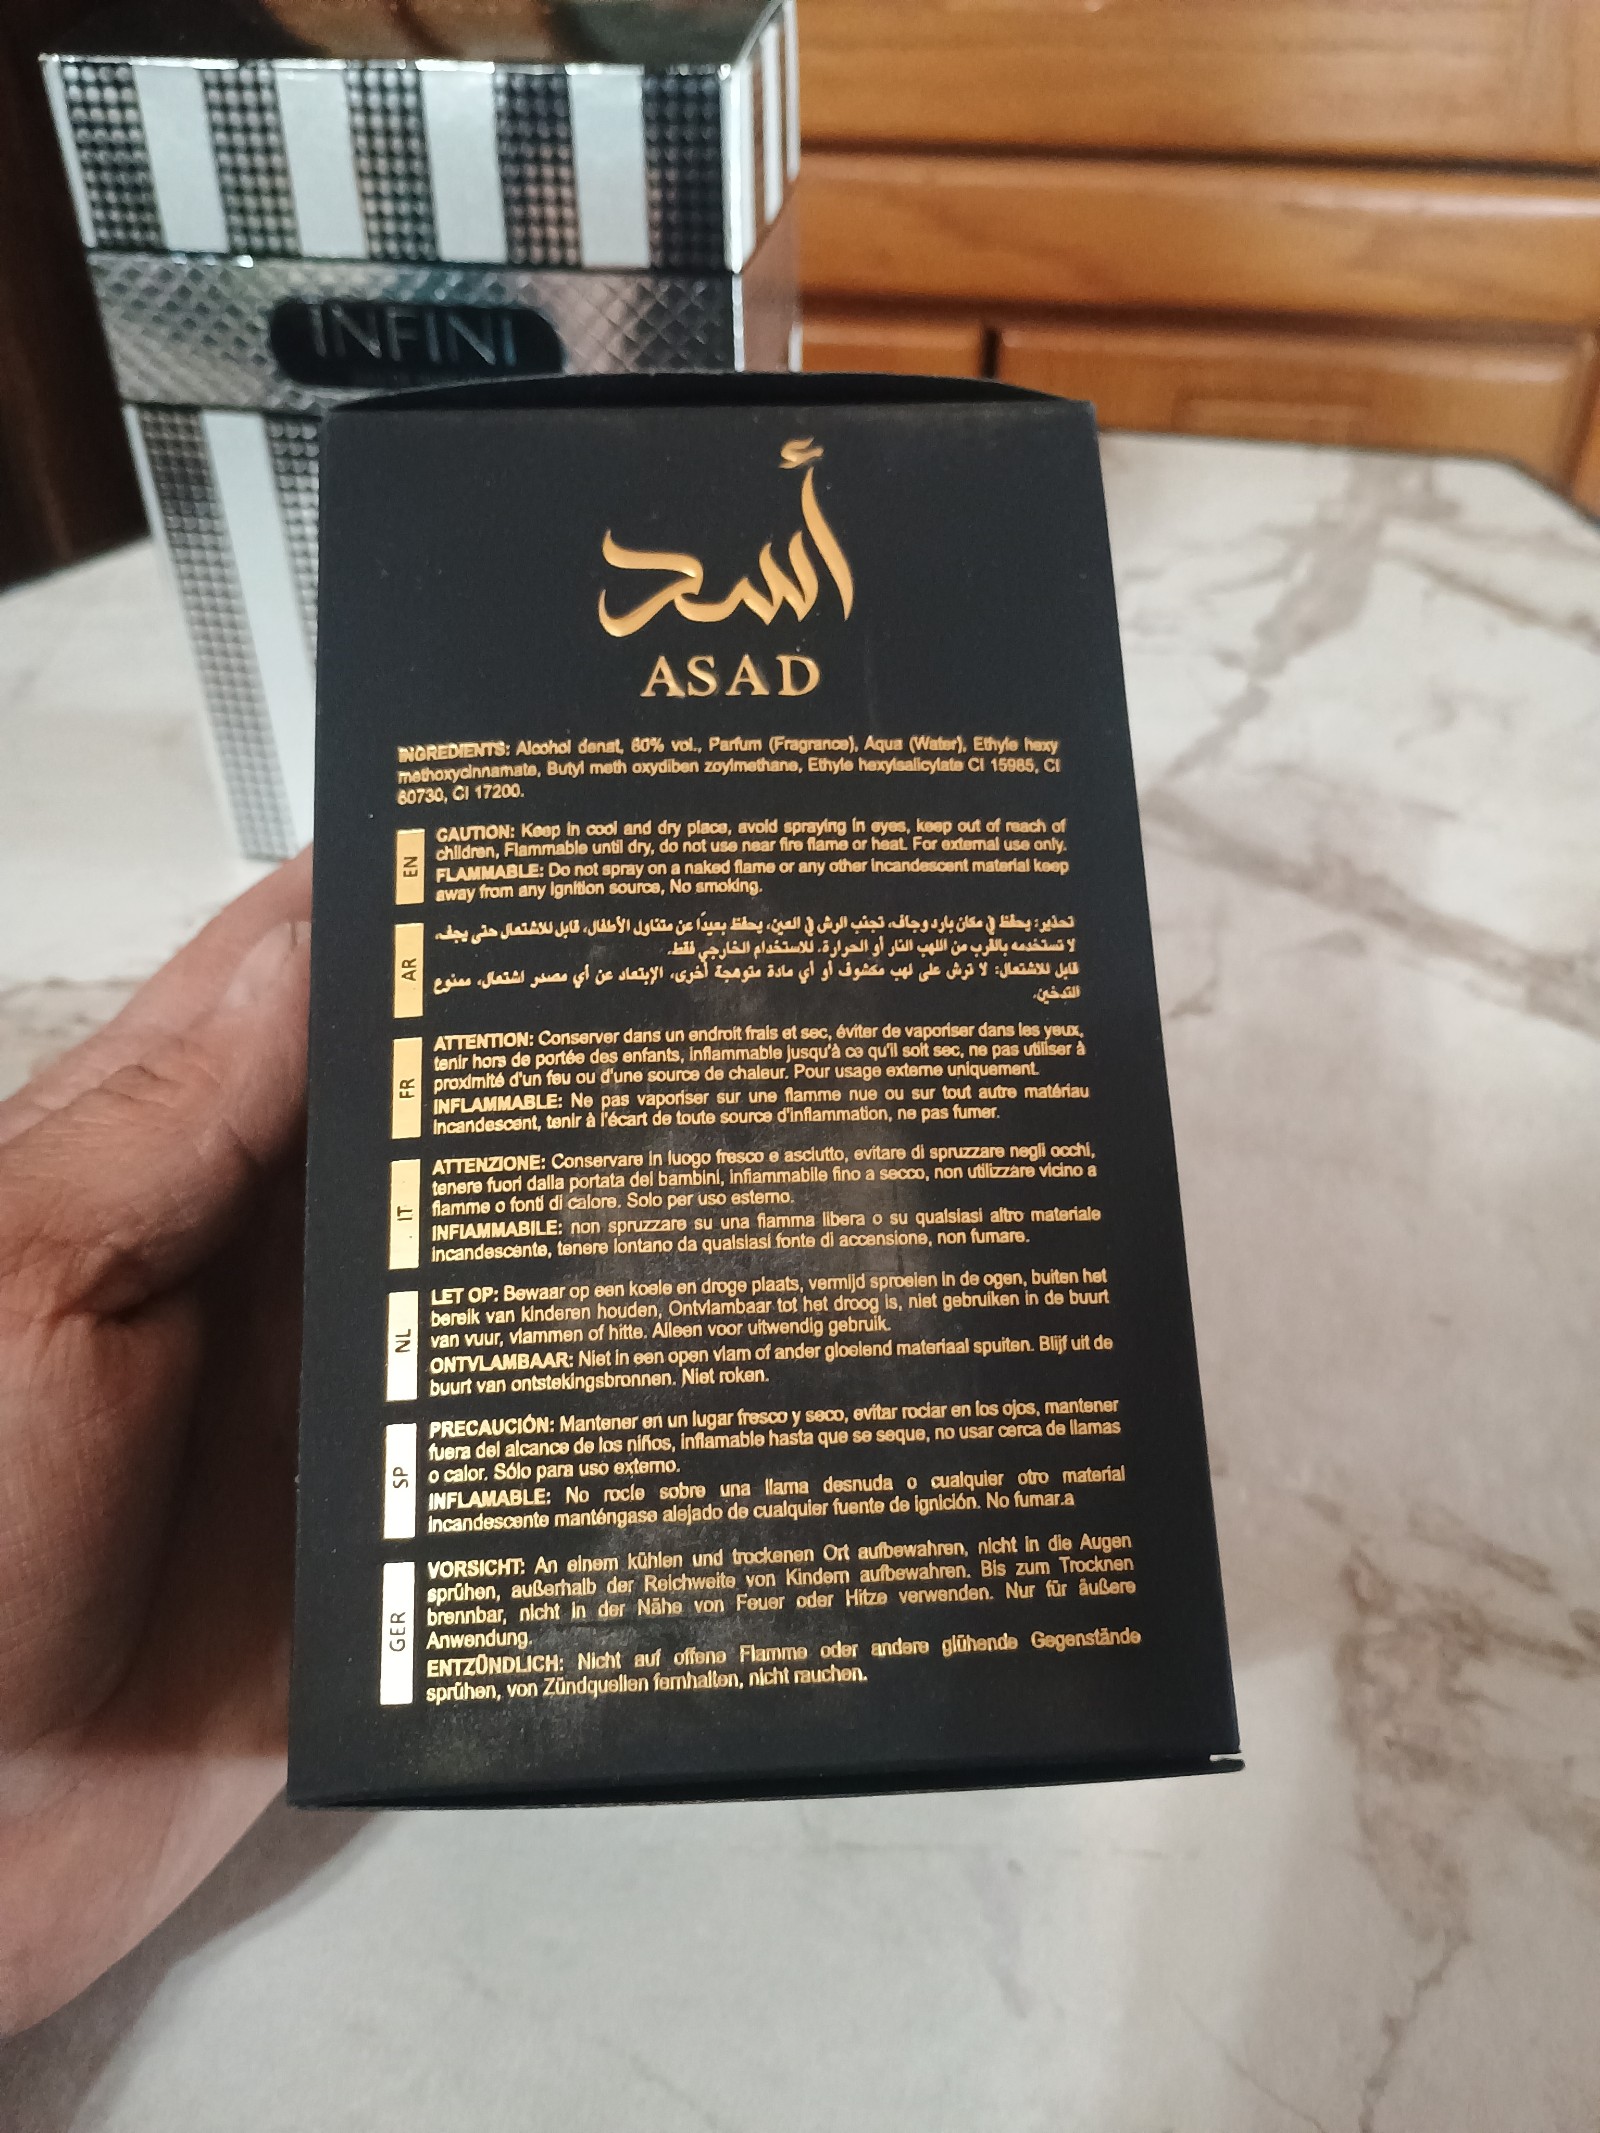 INFINI
أسد
ASAD
INGREDIENTS: Alcohol denat, 80% vol., Parfum (Fragrance), Aqua (Water), Ethyle hexy
methoxycinnamate, Butyl meth oxydiben zoylmethane, Ethyle hexylsalicylate CI 15985, CI
60730, CI 17200.
EN
CAUTION: Keep in cool and dry place, avoid spraying in eyes, keep out of reach of
children, Flammable until dry, do not use near fire flame or heat. For external use only.
FLAMMABLE: Do not spray on a naked flame or any other incandescent material keep
away from any ignition source, No smoking.
AR
تحذير: يحفظ في مكان بارد وجاف، تجنب الرش في العين، يحفظ بعيداً عن متناول الأطفال، قابل للاشتعال حتى يجف،
لا تستخدمه بالقرب من اللهب النار أو الحرارة. للاستخدام الخارجي فقط.
قابل للاشتعال: لا ترش على لهب مكشوف أو أي مادة متوهجة أخرى، الإبتعاد عن أي مصدر اشتعال، ممنوع
التدخين.
FR
ATTENTION: Conserver dans un endroit frais et sec, éviter de vaporiser dans les yeux,
tenir hors de portée des enfants, inflammable jusqu'à ce qu'il soit sec, ne pas utiliser à
proximité d'un feu ou d'une source de chaleur. Pour usage externe uniquement.
INFLAMMABLE: Ne pas vaporiser sur une flamme nue ou sur tout autre matériau
incandescent, tenir à l'écart de toute source d'inflammation, ne pas fumer.
IT
ATTENZIONE: Conservare in luogo fresco e asciutto, evitare di spruzzare negli occhi,
tenere fuori dalla portata dei bambini, infiammabile fino a secco, non utilizzare vicino a
fiamme o fonti di calore. Solo per uso esterno.
INFIAMMABILE: non spruzzare su una fiamma libera o su qualsiasi altro materiale
incandescente, tenere lontano da qualsiasi fonte di accensione, non fumare.
NL
LET OP: Bewaar op een koele en droge plaats, vermijd sproeien in de ogen, buiten het
bereik van kinderen houden, Ontvlambaar tot het droog is, niet gebruiken in de buurt
van vuur, vlammen of hitte. Alleen voor uitwendig gebruik.
ONTVLAMBAAR: Niet in een open vlam of ander gloeiend materiaal spuiten. Blijf uit de
buurt van ontstekingsbronnen. Niet roken.
SP
PRECAUCIÓN: Mantener en un lugar fresco y seco, evitar rociar en los ojos, mantener
fuera del alcance de los niños, inflamable hasta que se seque, no usar cerca de llamas
o calor. Sólo para uso externo.
INFLAMABLE: No rocíe sobre una llama desnuda o cualquier otro material
incandescente manténgase alejado de cualquier fuente de ignición. No fumar.a
GER
VORSICHT: An einem kühlen und trockenen Ort aufbewahren, nicht in die Augen
sprühen, außerhalb der Reichweite von Kindern aufbewahren. Bis zum Trocknen
brennbar, nicht in der Nähe von Feuer oder Hitze verwenden. Nur für äußere
Anwendung.
ENTZÜNDLICH: Nicht auf offene Flamme oder andere glühende Gegenstände
sprühen, von Zündquellen fernhalten, nicht rauchen.